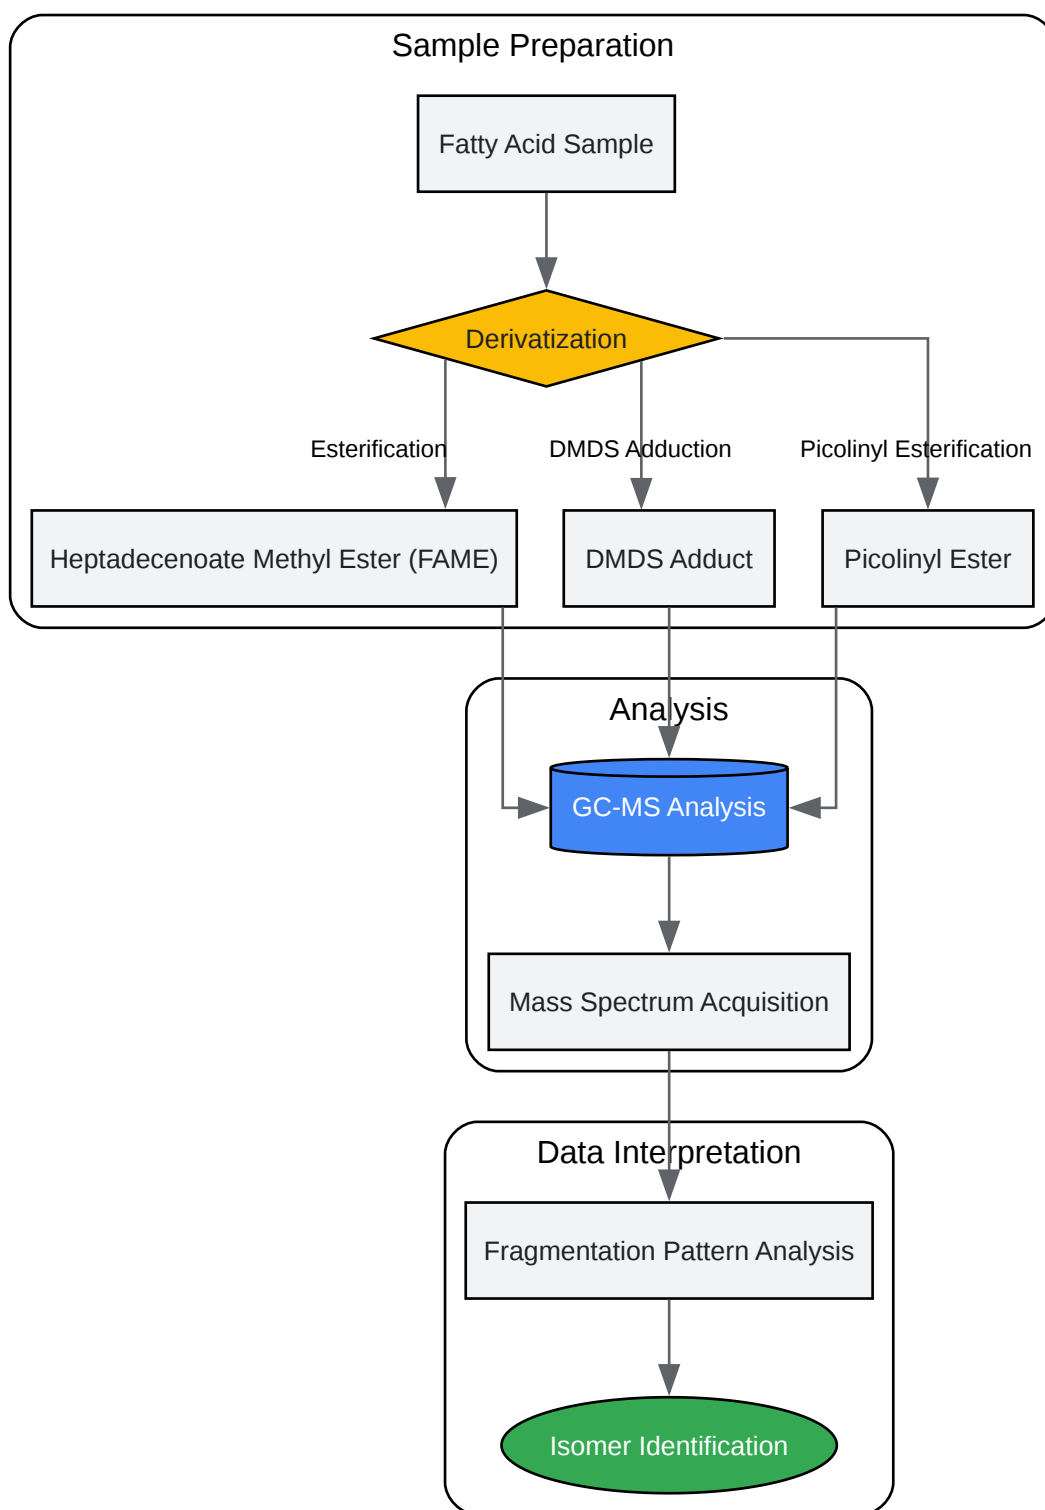 Sample Preparation
Fatty Acid Sample
Derivatization
Esterification
DMDS Adduction
Picolinyl Esterification
Heptadecenoate Methyl Ester (FAME)
DMDS Adduct
Picolinyl Ester
Analysis
GC-MS Analysis
Mass Spectrum Acquisition
Data Interpretation
Fragmentation Pattern Analysis
Isomer Identification